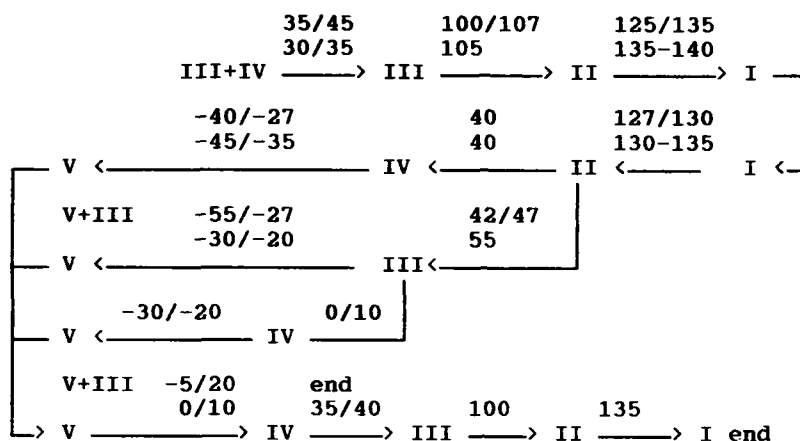 35/45 100/107 125/135
30/35 105 135-140
III+IV III II I
-40/-27 40 127/130
-45/-35 40 130-135
V IV II I
V+III -55/-27 42/47
-30/-20 55
V III
-30/-20 0/10
V IV
V+III -5/20 end
0/10 35/40 100 135
V IV III II I end